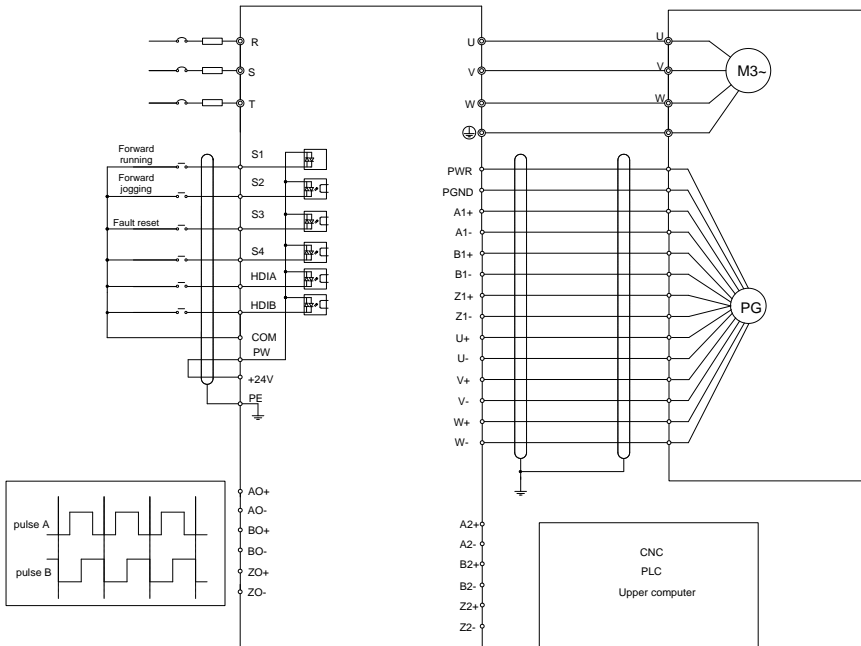 R
S
T
Forward
running
S1
Forward
jogging
S2
S3
Fault reset
S4
HDIA
HDIB
COM
PW
+24V
PE
pulse A
pulse B
AO+
AO-
BO+
BO-
ZO+
ZO-
U
V
W
U
V
W
M3~
PWR
PGND
A1+
A1-
B1+
B1-
Z1+
Z1-
U+
U-
V+
V-
W+
W-
PG
A2+
A2-
B2+
B2-
Z2+
Z2-
CNC
PLC
Upper computer